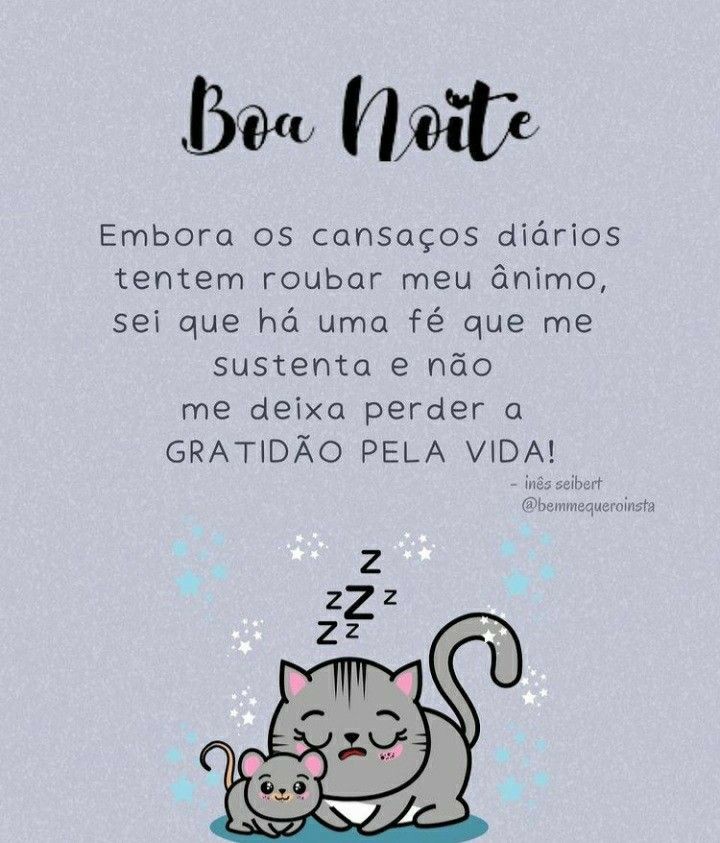 Boa Noite
Embora os cansaços diários
tentem roubar meu ânimo,
sei que há uma fé que me
sustenta e não
me deixa perder a
GRATIDÃO PELA VIDA!
- inês seibert
@bemmequeroinsta
z
zZ z
z z